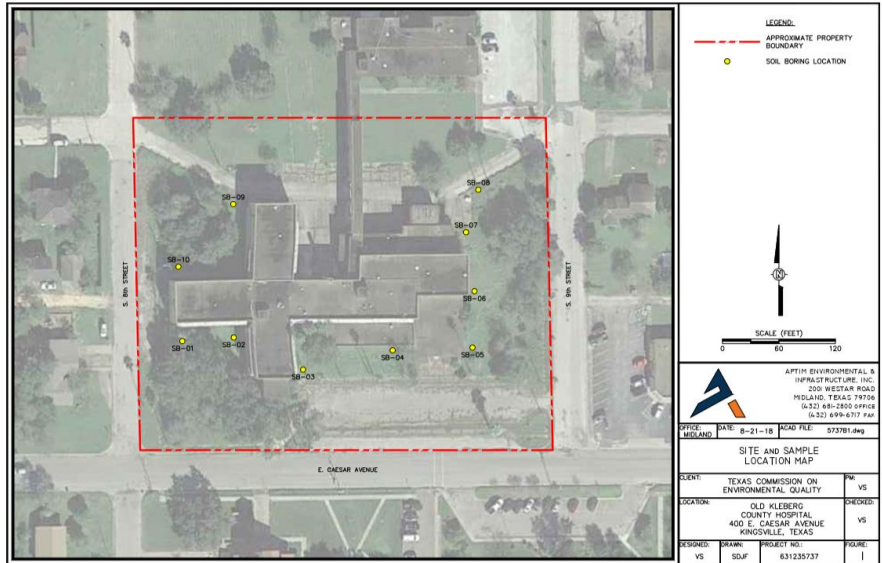 LEGEND:
APPROXIMATE PROPERTY
BOUNDARY
SOIL BORING LOCATION
SB-08
SB-09
SB-07
SB-10
S. 8th STREET
S. 9th STREET
SB-06
SB-01
SB-02
SB-03
SB-04
SB-05
E. CAESAR AVENUE
N
SCALE (FEET)
0 60 120
APTIM ENVIRONMENTAL &
INFRASTRUCTURE, INC.
2001 WESTAR ROAD
MIDLAND, TEXAS 79706
(432) 681-2800 OFFICE
(432) 699-6717 FAX
OFFICE: MIDLAND DATE: 8-21-18 ACAD FILE: 5737B1.dwg
SITE AND SAMPLE
LOCATION MAP
CLIENT: TEXAS COMMISSION ON
ENVIRONMENTAL QUALITY
PM: VS
LOCATION: OLD KLEBERG
COUNTY HOSPITAL
400 E. CAESAR AVENUE
KINGSVILLE, TEXAS
CHECKED: VS
DESIGNED: VS DRAWN: SDJF PROJECT NO.: 631235737 FIGURE: 1